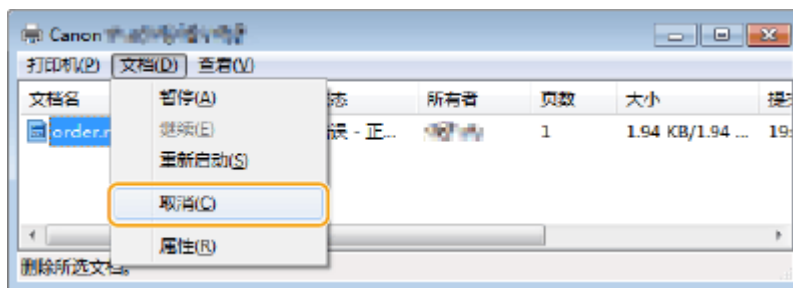 Canon
打印机(P) 文档(D) 查看(V)
文档名 状态 所有者 页数 大小 提
order.r 误 - 正... 1 1.94 KB/1.94 ... 19:
暂停(A)
继续(E)
重新启动(S)
取消(C)
属性(R)
删除所选文档。